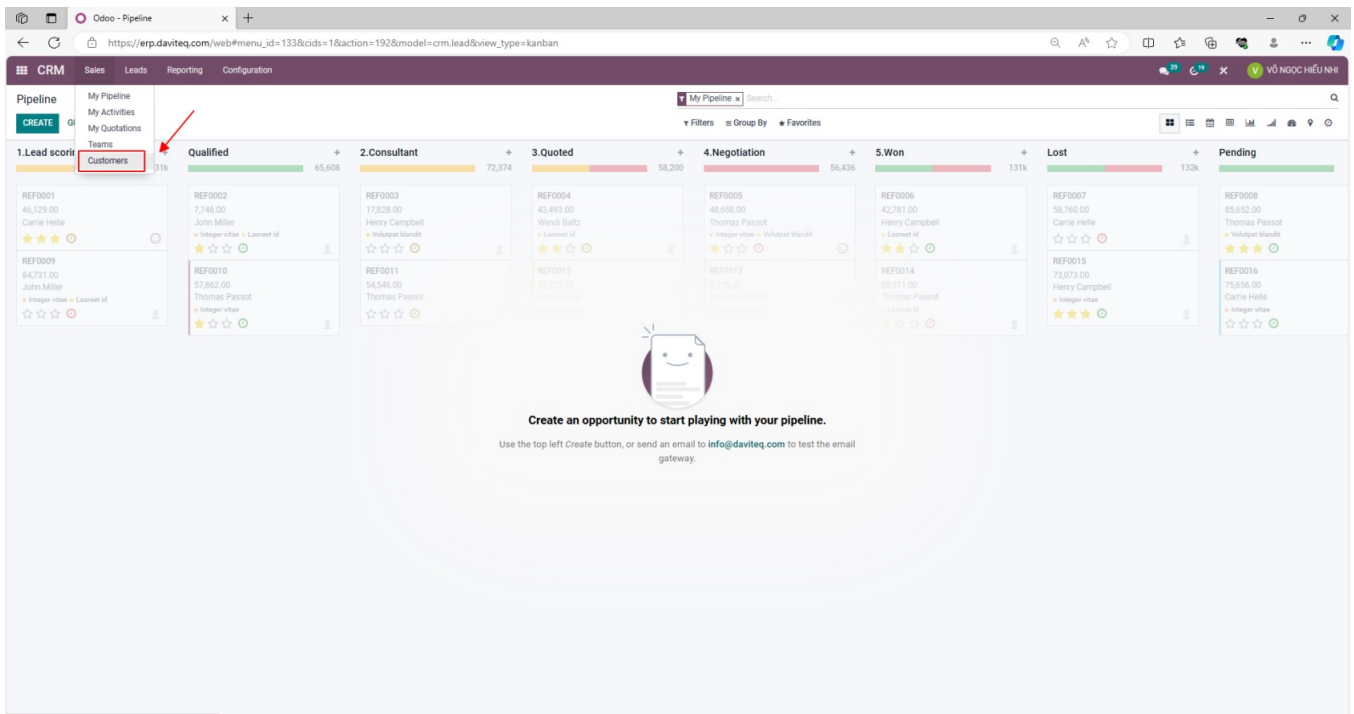 Odoo - Pipeline
https://erp.daviteq.com/web#menu_id=133&cids=1&action=192&model=crm.lead&view_type=kanban
CRM Sales Leads Reporting Configuration 29 19 V VÕ NGỌC HIẾU NHI
Pipeline
My Pipeline × Search...
CREATE
Filters Group By Favorites
My Pipeline
My Activities
My Quotations
Teams
Customers
1.Lead scorin
31k
REF0001
46,129.00
Carrie Helle
REF0009
84,731.00
John Miller
Integer vitae Laoreet id
Qualified
65,608
REF0002
7,746.00
John Miller
Integer vitae Laoreet id
REF0010
57,862.00
Thomas Passot
Integer vitae
2.Consultant
72,374
REF0003
17,828.00
Henry Campbell
Volutpat blandit
REF0011
54,546.00
Thomas Passot
3.Quoted
58,200
REF0004
43,493.00
Wendi Baltz
Laoreet id
REF0012
4.Negotiation
56,436
REF0005
48,658.00
Thomas Passot
Integer vitae Volutpat blandit
REF0013
7,778.00
5.Won
131k
REF0006
42,781.00
Henry Campbell
Laoreet id
REF0014
Thomas Passot
Laoreet id
Lost
132k
REF0007
58,760.00
Carrie Helle
REF0015
73,073.00
Henry Campbell
Integer vitae
Pending
REF0008
85,652.00
Thomas Passot
Volutpat blandit
REF0016
75,656.00
Carrie Helle
Integer vitae
Create an opportunity to start playing with your pipeline.
Use the top left Create button, or send an email to info@daviteq.com to test the email
gateway.